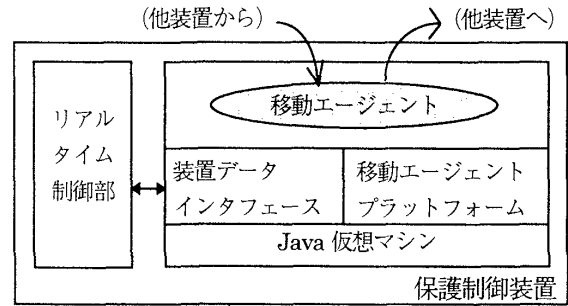 (他装置から)
(他装置へ)
移動エージェント
リアル
タイム
制御部
装置データ
インタフェース
移動エージェント
プラットフォーム
Java 仮想マシン
保護制御装置